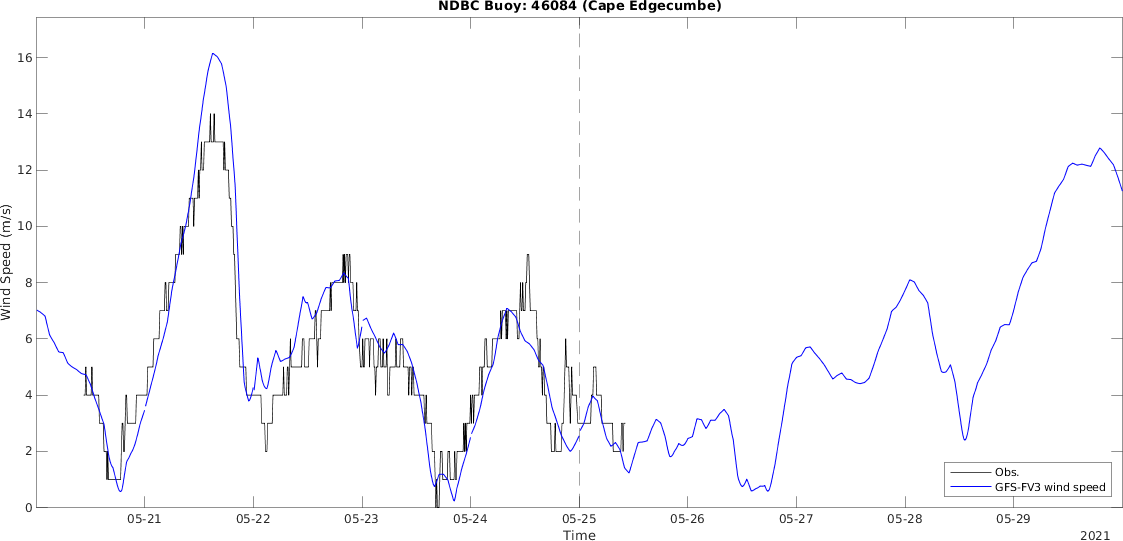 NDBC Buoy: 46084 (Cape Edgecumbe)
Wind Speed (m/s)
16
14
12
10
8
6
4
2
0
Obs.
GFS-FV3 wind speed
05-21 05-22 05-23 05-24 05-25 05-26 05-27 05-28 05-29
Time
2021